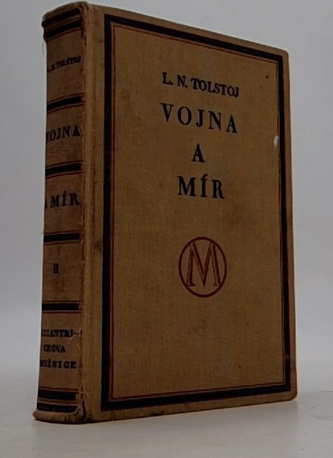 L. N. TOLSTOJ
VOJNA
A
MÍR
M
L. N. TOLSTOJ
VOJNA
A MÍR
II